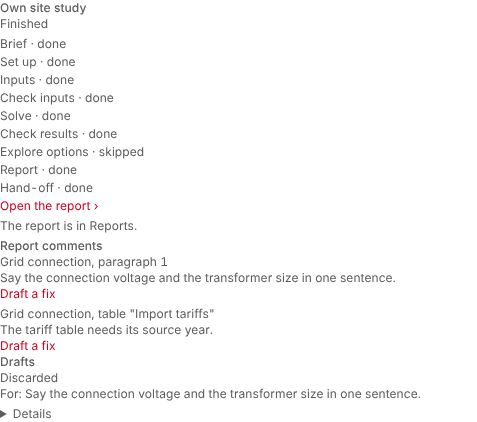 Own site study
Finished
Brief · done
Set up · done
Inputs · done
Check inputs · done
Solve · done
Check results · done
Explore options · skipped
Report · done
Hand-off · done
Open the report ›
The report is in Reports.
Report comments
Grid connection, paragraph 1
Say the connection voltage and the transformer size in one sentence.
Draft a fix
Grid connection, table "Import tariffs"
The tariff table needs its source year.
Draft a fix
Drafts
Discarded
For: Say the connection voltage and the transformer size in one sentence.
Details